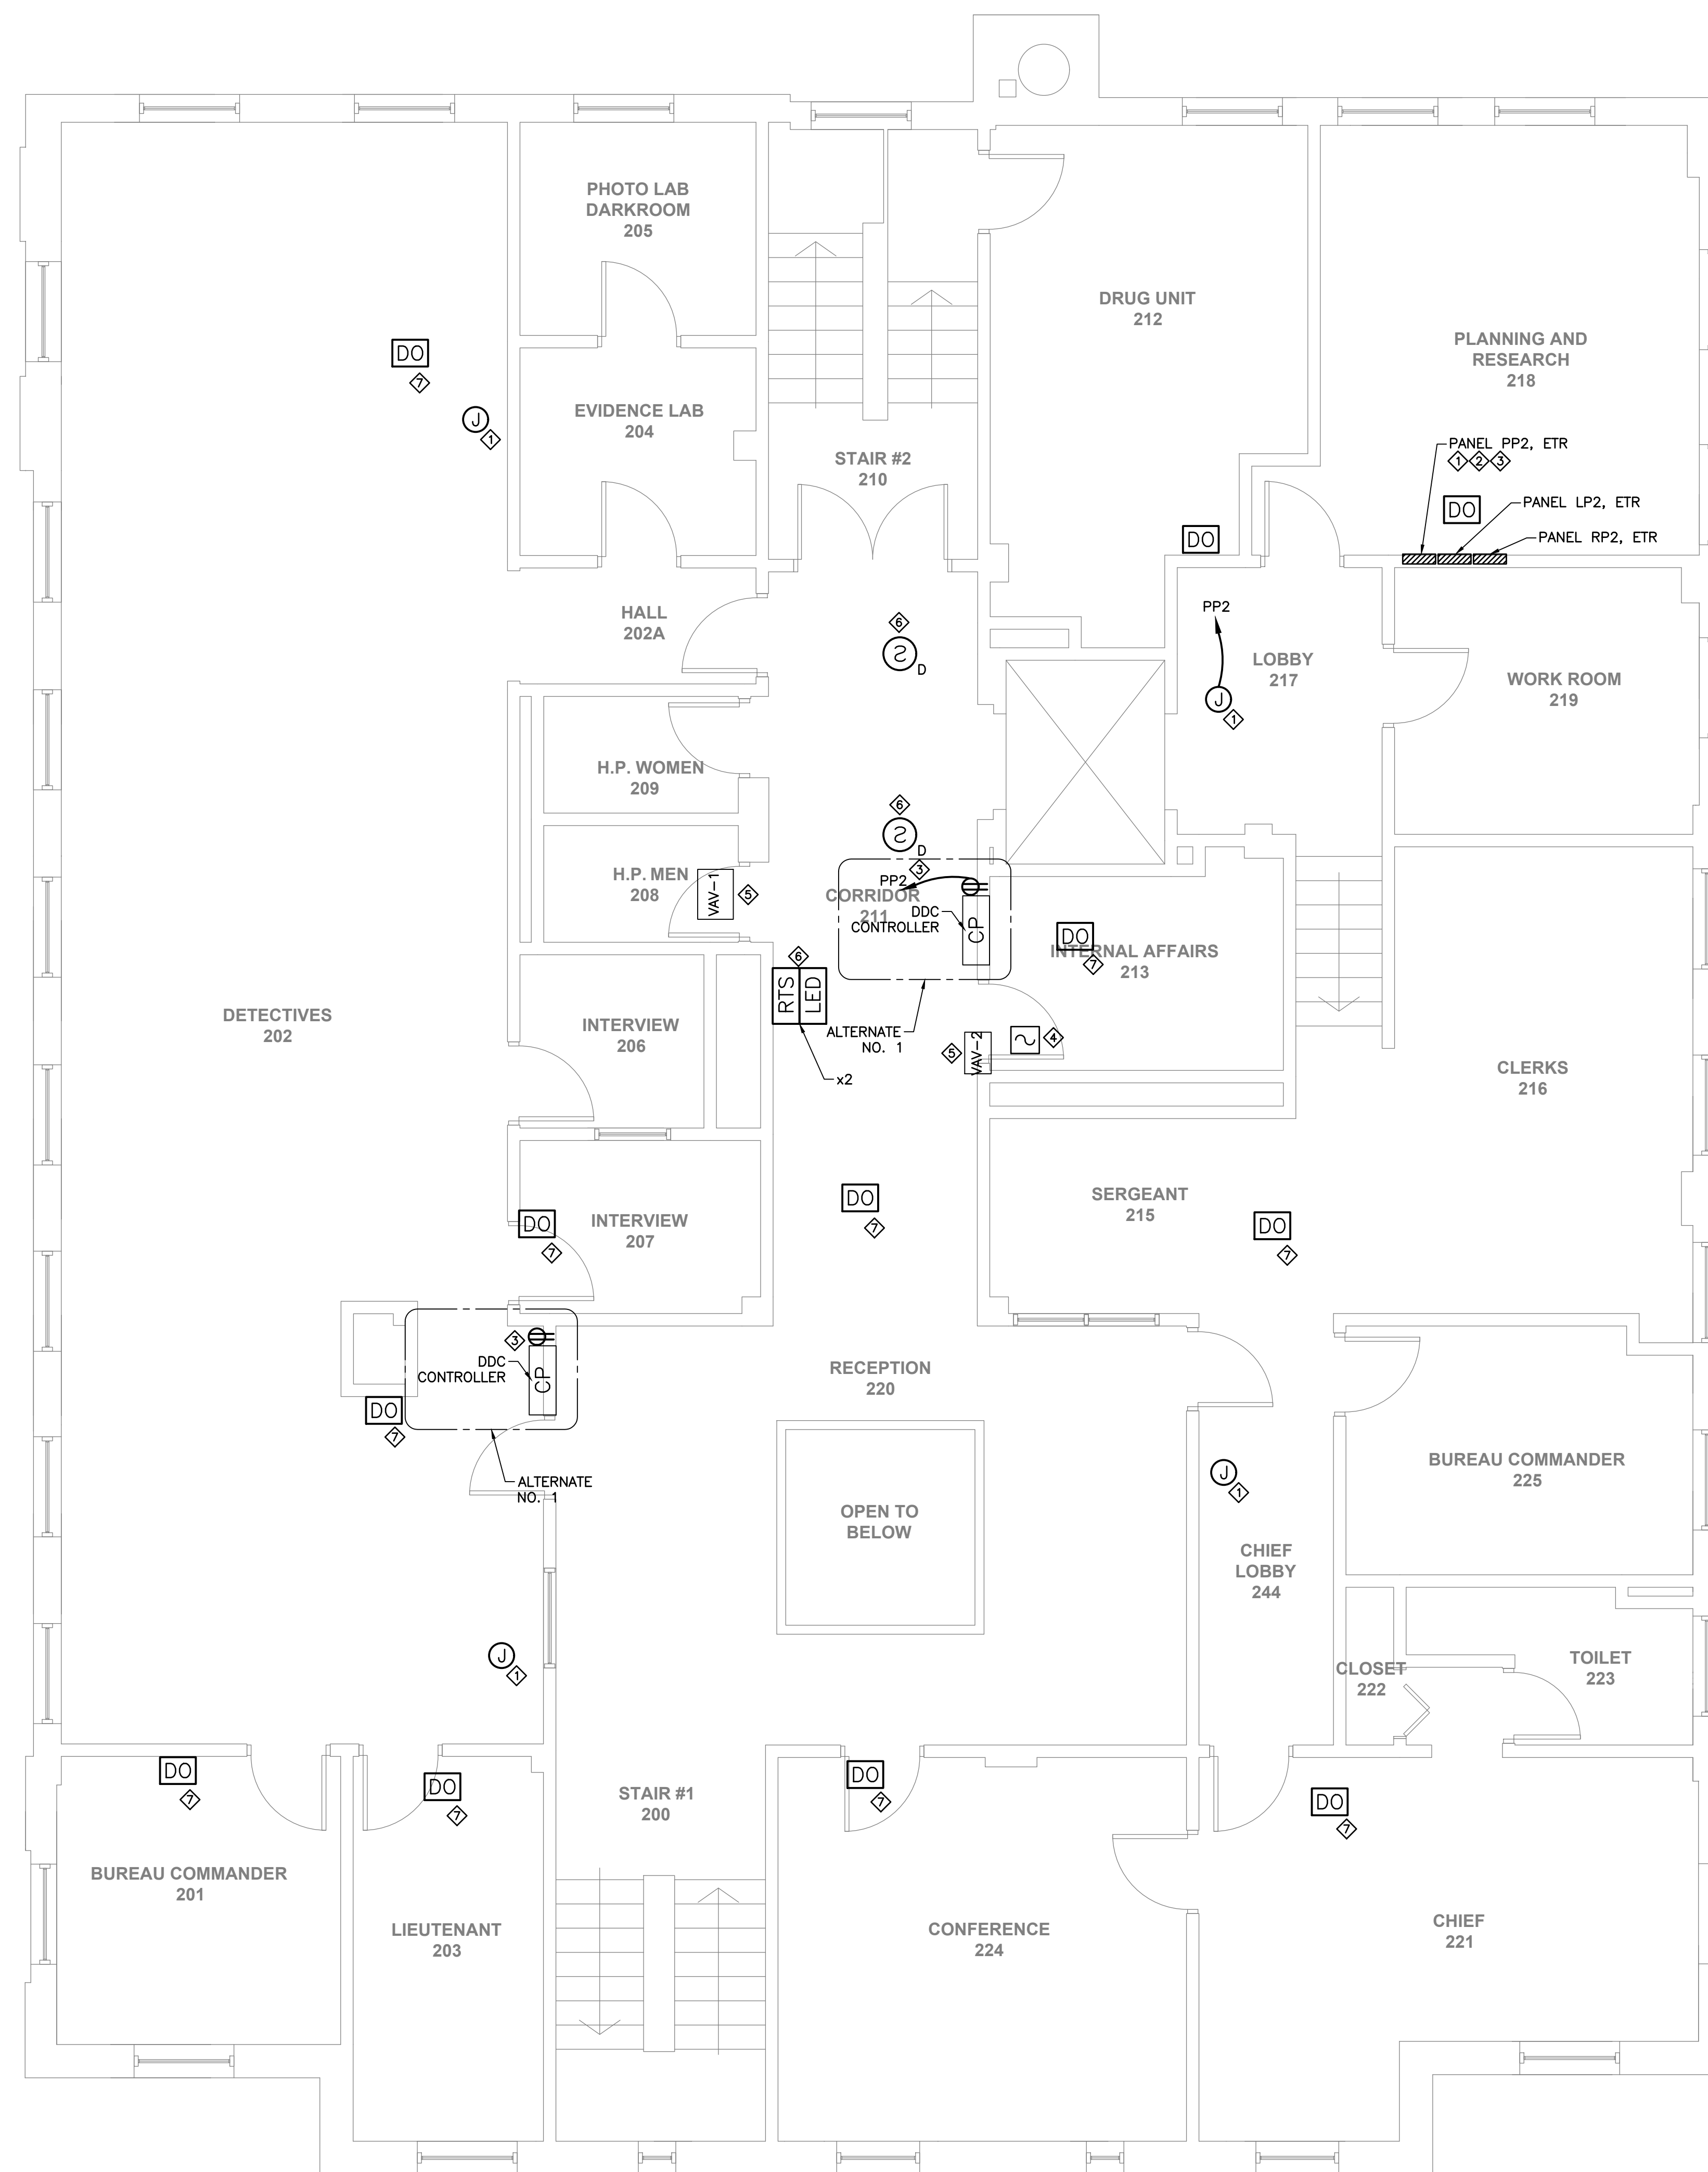 PHOTO LAB
DARKROOM
205
DRUG UNIT
212
PLANNING AND
RESEARCH
218
DO
7
J
1
EVIDENCE LAB
204
STAIR #2
210
PANEL PP2, ETR
1 2 3
DO
PANEL LP2, ETR
PANEL RP2, ETR
DO
HALL
202A
6
2
D
PP2
LOBBY
217
J
1
WORK ROOM
219
H.P. WOMEN
209
6
2
D
H.P. MEN
208
VAV-1
5
3
PP2
CORRIDOR
211
DDC
CONTROLLER
CP
DO
INTERNAL AFFAIRS
213
7
6
RTS
LED
x2
ALTERNATE
NO. 1
5
VAV-2
4
DETECTIVES
202
INTERVIEW
206
CLERKS
216
DO
7
SERGEANT
215
DO
7
DO
7
INTERVIEW
207
3
DDC
CONTROLLER
CP
DO
7
ALTERNATE
NO. 1
RECEPTION
220
OPEN TO
BELOW
J
1
BUREAU COMMANDER
225
CHIEF
LOBBY
244
J
1
CLOSET
222
TOILET
223
DO
7
DO
7
STAIR #1
200
DO
7
DO
7
BUREAU COMMANDER
201
LIEUTENANT
203
CONFERENCE
224
CHIEF
221